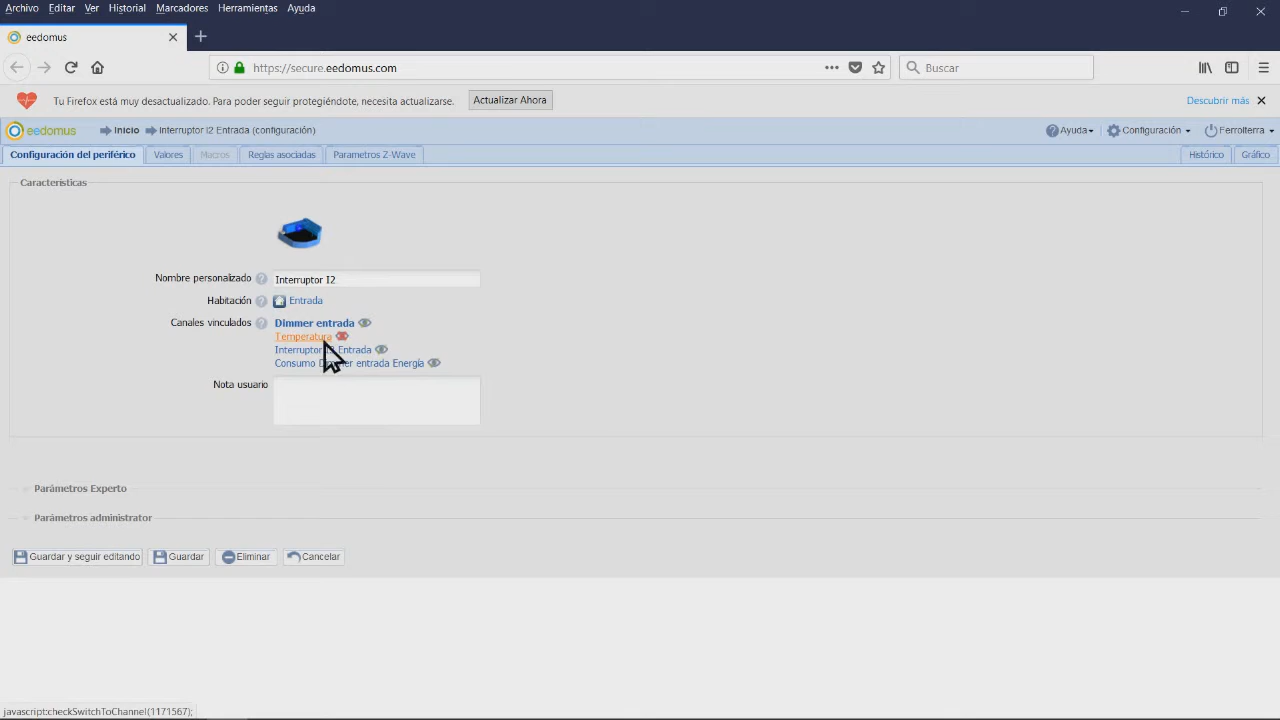 Archivo Editar Ver Historial Marcadores Herramientas Ayuda
eedomus
https://secure.eedomus.com
Buscar
Tu Firefox está muy desactualizado. Para poder seguir protegiéndote, necesita actualizarse. Actualizar Ahora Descubrir más
eedomus Inicio Interruptor I2 Entrada (configuración) Ayuda Configuración Ferrolterra
Configuración del periférico Valores Macros Reglas asociadas Parametros Z-Wave Histórico Gráfico
Características
Nombre personalizado Interruptor I2
Habitación Entrada
Canales vinculados Dimmer entrada
Temperatura
Interruptor Entrada
Consumo entrada Energía
Nota usuario
Parámetros Experto
Parámetros administrator
Guardar y seguir editando Guardar Eliminar Cancelar
javascript:checkSwitchToChannel(1171567);